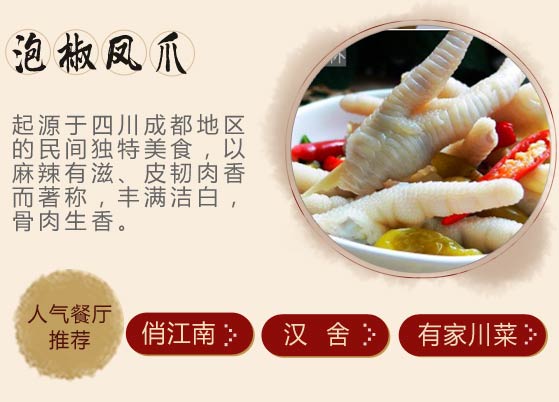 泡椒凤爪
起源于四川成都地区
的民间独特美食，以
麻辣有滋、皮韧肉香
而著称，丰满洁白，
骨肉生香。
人气餐厅
推荐
俏江南
汉 舍
有家川菜